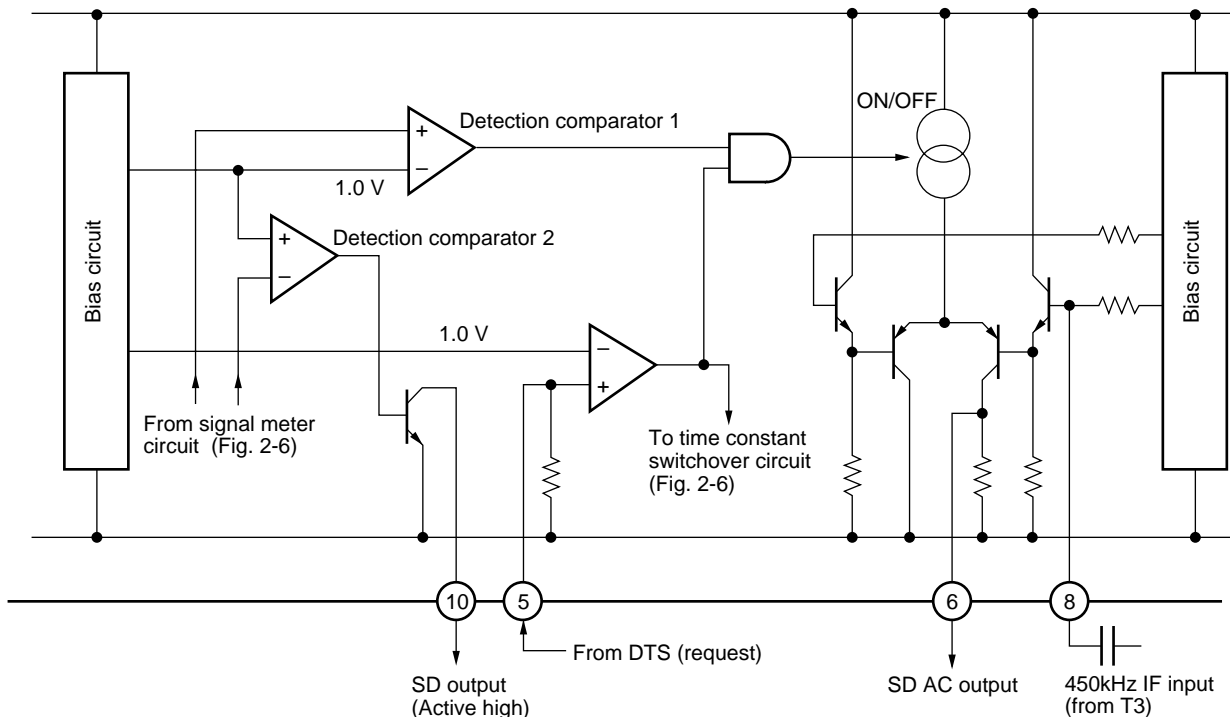 ON/OFF
Detection comparator 1
+
−
1.0 V
Bias circuit
Detection comparator 2
+
−
Bias circuit
1.0 V
−
+
From signal meter
circuit (Fig. 2-6)
To time constant
switchover circuit
(Fig. 2-6)
10
5
6
8
From DTS (request)
SD output
(Active high)
SD AC output
450kHz IF input
(from T3)